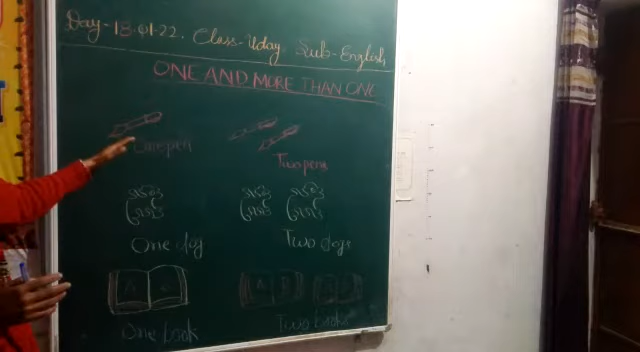 Day-18.01.22. Class-Uday. Sub-English
ONE AND MORE THAN ONE
One pen
Two pens
One dog
Two dogs
One book
Two books